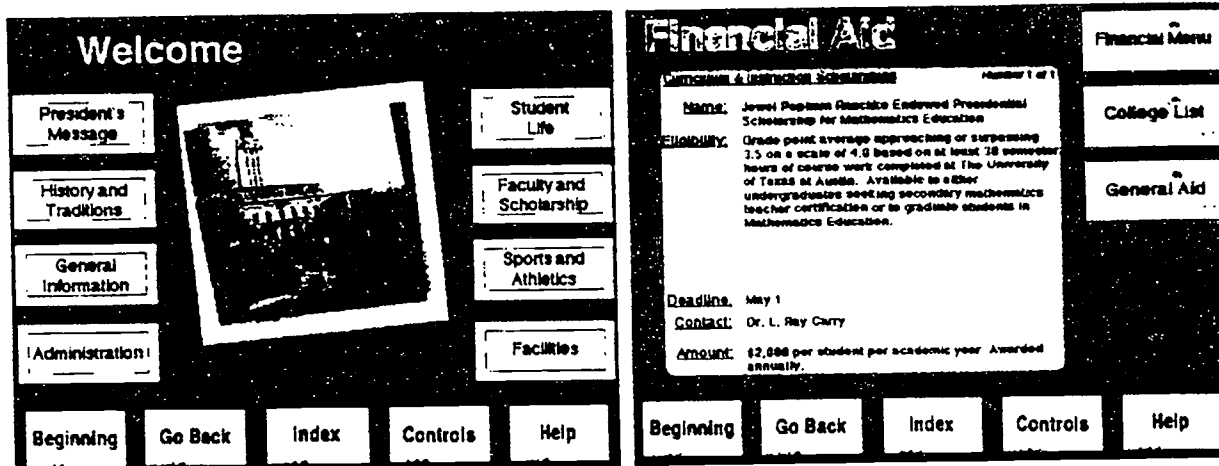 Welcome
President's
Message
History and
Traditions
General
Information
Administration
Student
Life
Faculty and
Scholarship
Sports and
Athletics
Facilities
Beginning
Go Back
Index
Controls
Help
Financial Aid
Curriculum & Instruction Scholarships
Number 1 of 1
Name: Jewel Raschke Endowed Presidential
Scholarship for Mathematics Education
Eligibility: Grade point average approaching or surpassing
3.5 on a scale of 4.0 based on at least semester
hours of course work completed at The University
of Texas at Austin. Available to either
undergraduates seeking secondary mathematics
teacher certification or to graduate students in
Mathematics Education.
Deadline: May 1
Contact: Dr. L. Ray Carry
Amount: per student per academic year. Awarded
annually.
Financial Menu
College List
General Aid
Beginning
Go Back
Index
Controls
Help